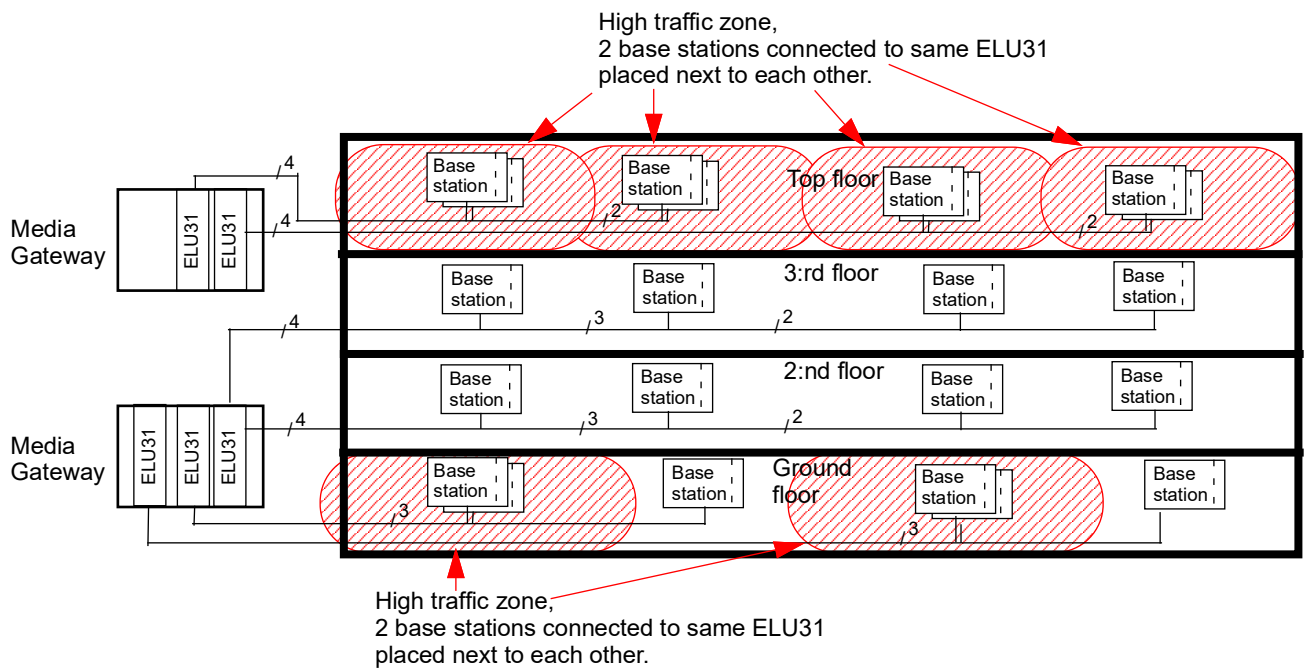 High traffic zone,
2 base stations connected to same ELU31
placed next to each other.
4
Base
station
Base
station
Top floor
Base
station
Base
station
Media
Gateway
ELU31
ELU31
4
2
2
3:rd floor
Base
station
Base
station
Base
station
Base
station
4
3
2
2:nd floor
Base
station
Base
station
Base
station
Base
station
Media
Gateway
ELU31
ELU31
ELU31
4
3
2
Ground
floor
Base
station
Base
station
Base
station
Base
station
3
3
High traffic zone,
2 base stations connected to same ELU31
placed next to each other.